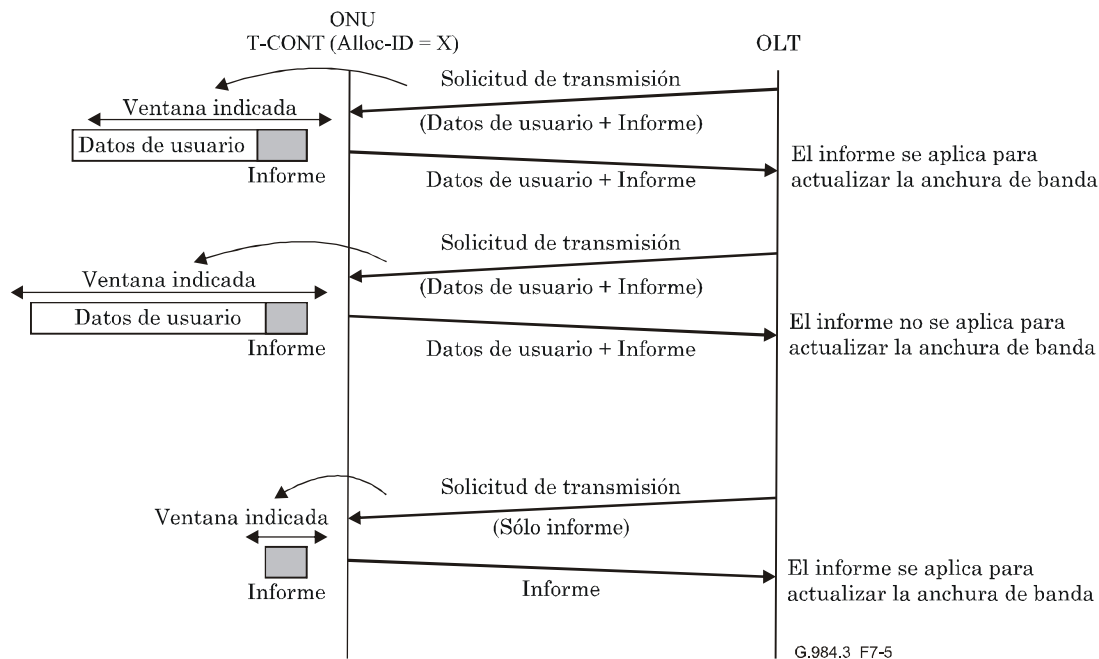 ONU
T-CONT (Alloc-ID = X)
OLT
Solicitud de transmisión
Ventana indicada
(Datos de usuario + Informe)
Datos de usuario
Informe
Datos de usuario + Informe
El informe se aplica para
actualizar la anchura de banda
Solicitud de transmisión
Ventana indicada
(Datos de usuario + Informe)
Datos de usuario
Informe
Datos de usuario + Informe
El informe no se aplica para
actualizar la anchura de banda
Solicitud de transmisión
Ventana indicada
(Sólo informe)
Informe
Informe
El informe se aplica para
actualizar la anchura de banda
G.984.3 F7-5